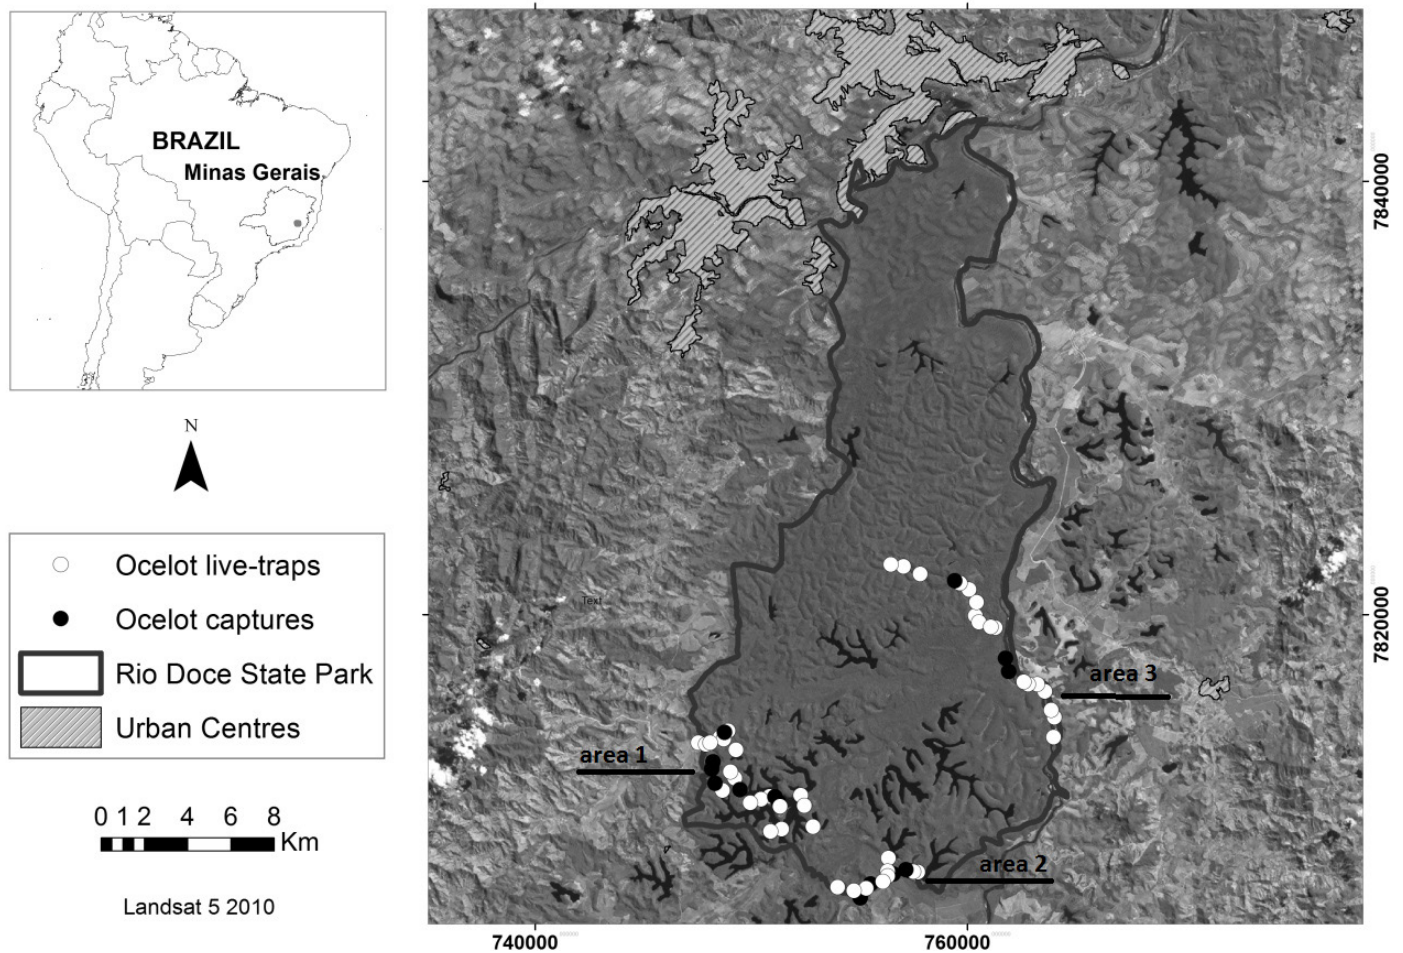 BRAZIL
Minas Gerais
N
Ocelot live-traps
Ocelot captures
Rio Doce State Park
Urban Centres
0 1 2 4 6 8
Km
Landsat 5 2010
Text
area 1
area 2
area 3
7840000
7820000
740000
760000